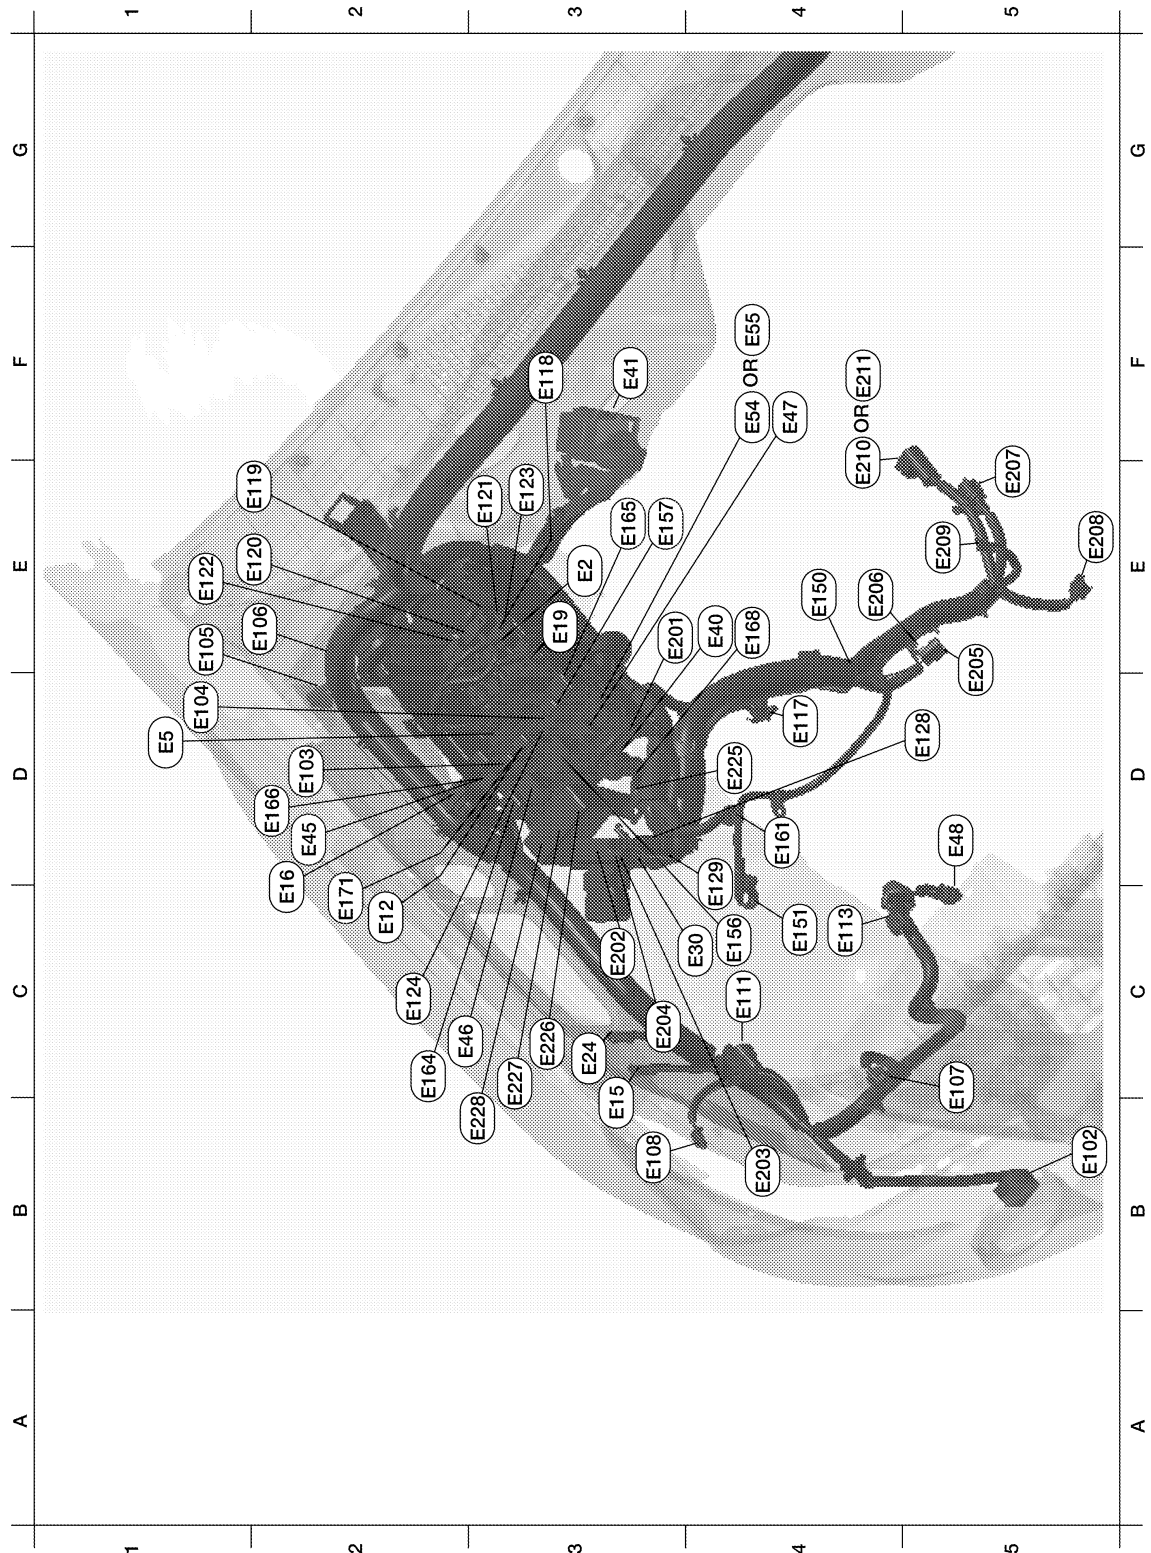 1
2
3
4
5
G
F
E
D
C
B
A
E119
E120
E122
E106
E105
E104
E5
E103
E166
E45
E16
E171
E12
E124
E164
E46
E228
E227
E226
E24
E15
E108
E118
E41
E121
E123
E2
E19
E165
E157
E54 OR E55
E47
E201
E40
E168
E210 OR E211
E207
E209
E208
E150
E206
E205
E117
E128
E225
E161
E129
E151
E156
E30
E202
E204
E203
E111
E113
E48
E107
E102
G
F
E
D
C
B
A
1
2
3
4
5